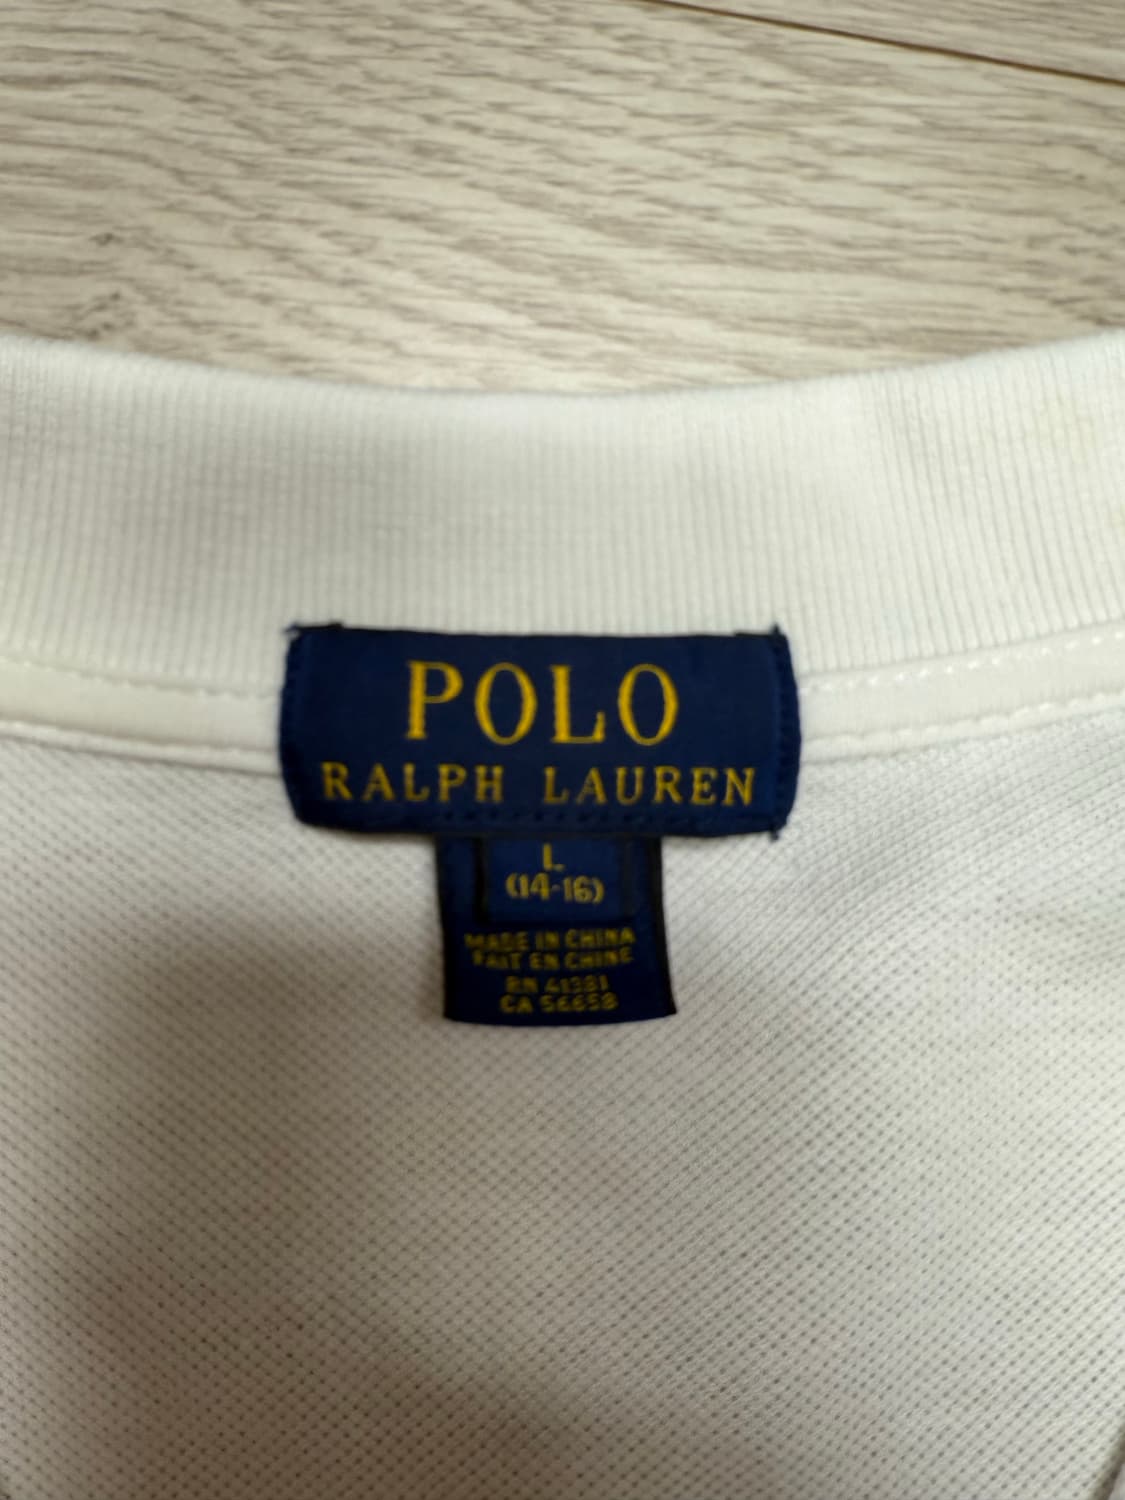 POLO
RALPH LAUREN
L
(14-16)
MADE IN CHINA
FAIT EN CHINE
RN 41381
CA 56658